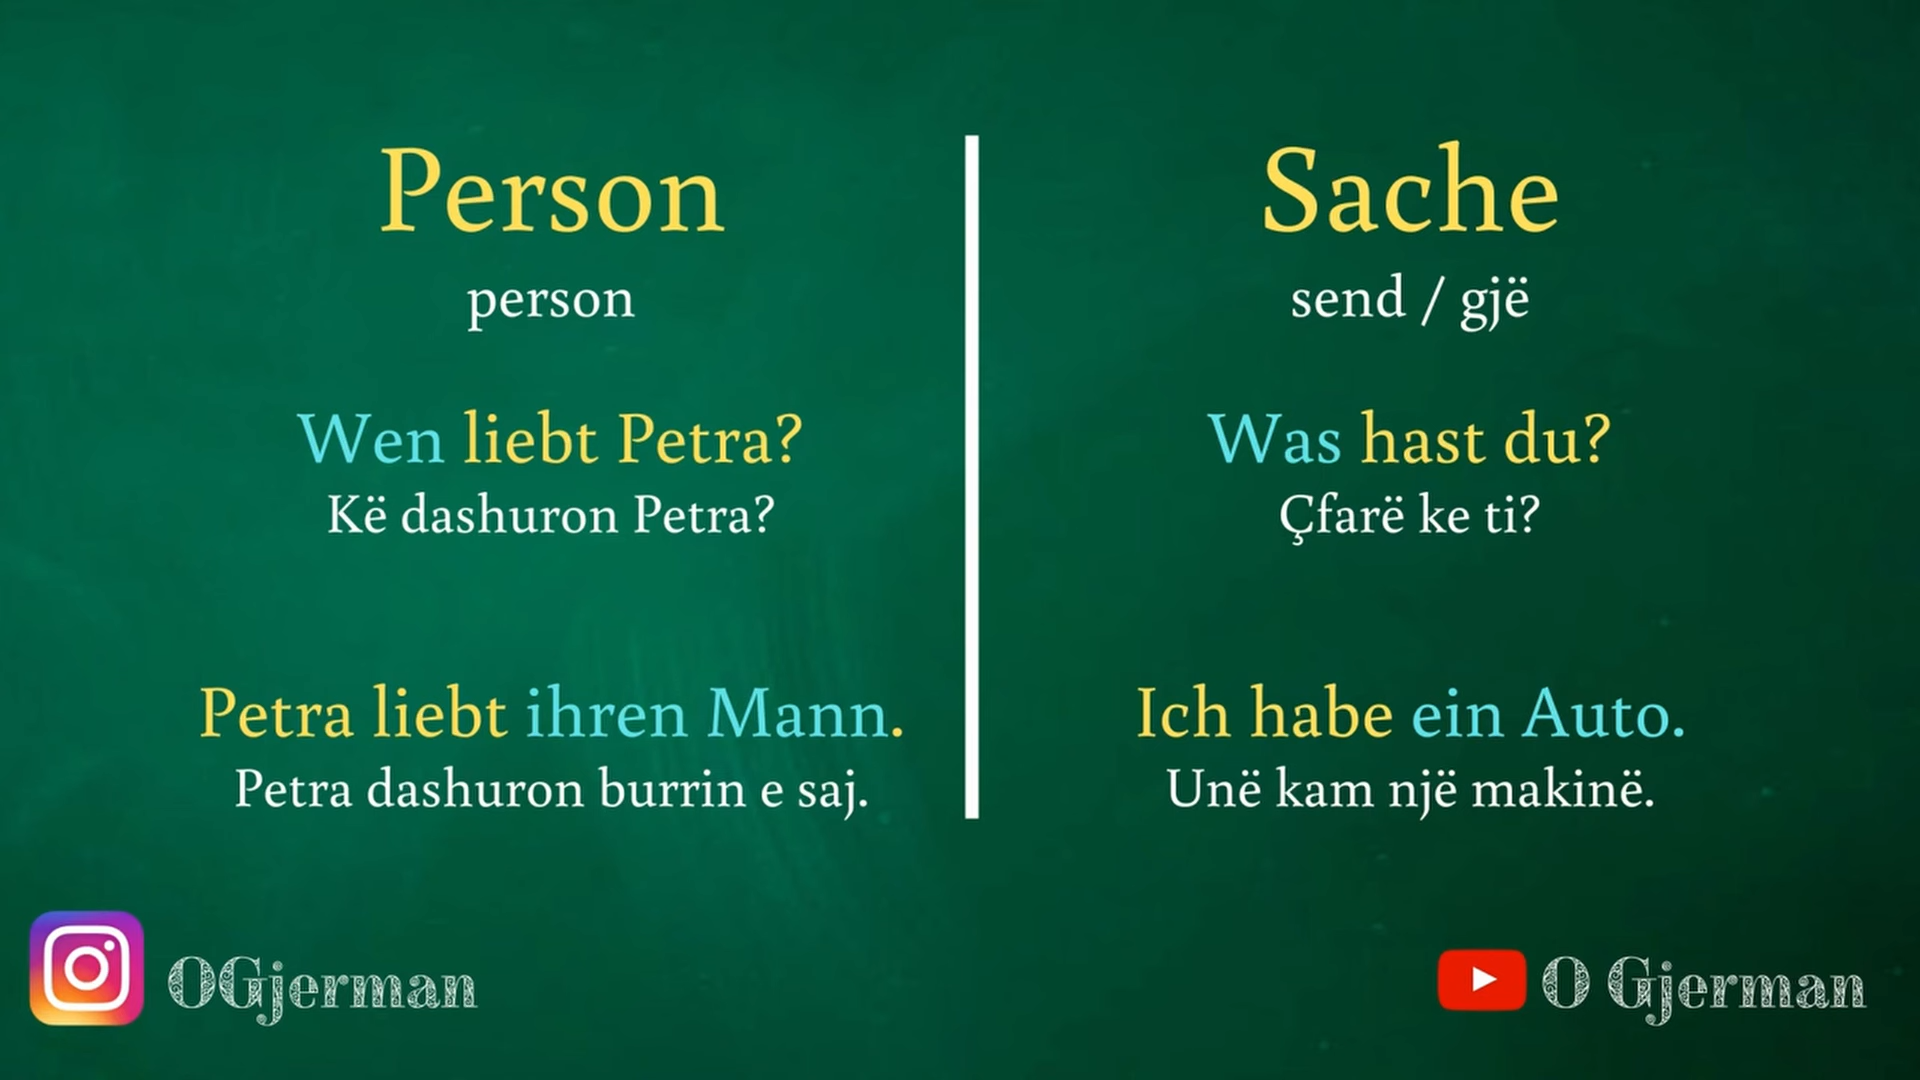 Person
person
Wen liebt Petra?
Kë dashuron Petra?
Petra liebt ihren Mann.
Petra dashuron burrin e saj.
Sache
send / gjë
Was hast du?
Çfarë ke ti?
Ich habe ein Auto.
Unë kam një makinë.
OGjerman
O Gjerman